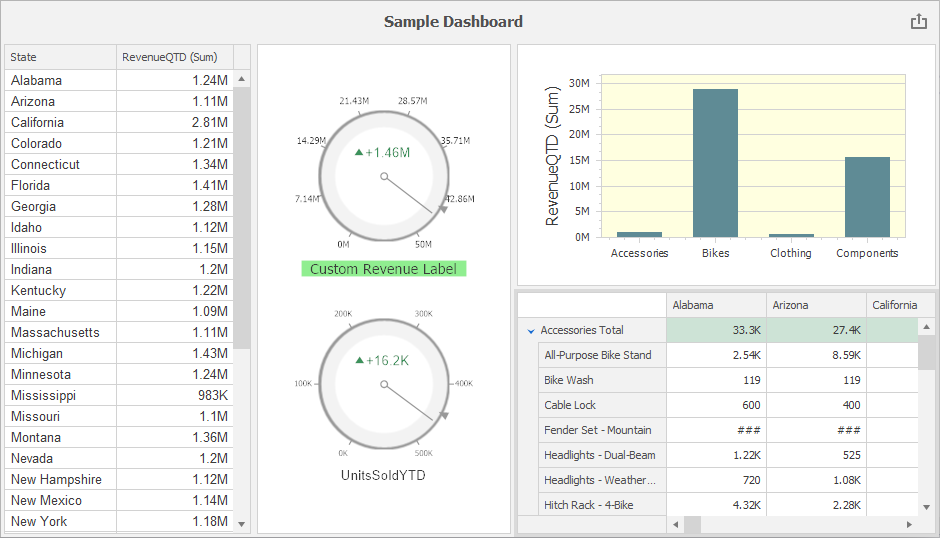 Sample Dashboard
State RevenueQTD (Sum)
Alabama 1.24M
Arizona 1.11M
California 2.81M
Colorado 1.21M
Connecticut 1.34M
Florida 1.41M
Georgia 1.28M
Idaho 1.12M
Illinois 1.15M
Indiana 1.2M
Kentucky 1.22M
Maine 1.09M
Massachusetts 1.11M
Michigan 1.43M
Minnesota 1.24M
Mississippi 983K
Missouri 1.1M
Montana 1.36M
Nevada 1.2M
New Hampshire 1.12M
New Mexico 1.14M
New York 1.18M
21.43M 28.57M
14.29M 35.71M
+1.46M
7.14M 42.86M
0M 50M
Custom Revenue Label
200K 300K
+16.2K
100K 400K
0K 500K
UnitsSoldYTD
RevenueQTD (Sum)
30M
25M
20M
15M
10M
5M
0M
Accessories Bikes Clothing Components
Alabama Arizona California
Accessories Total 33.3K 27.4K
All-Purpose Bike Stand 2.54K 8.59K
Bike Wash 119 119
Cable Lock 600 400
Fender Set - Mountain ### ###
Headlights - Dual-Beam 1.22K 525
Headlights - Weather... 720 1.08K
Hitch Rack - 4-Bike 4.32K 2.28K